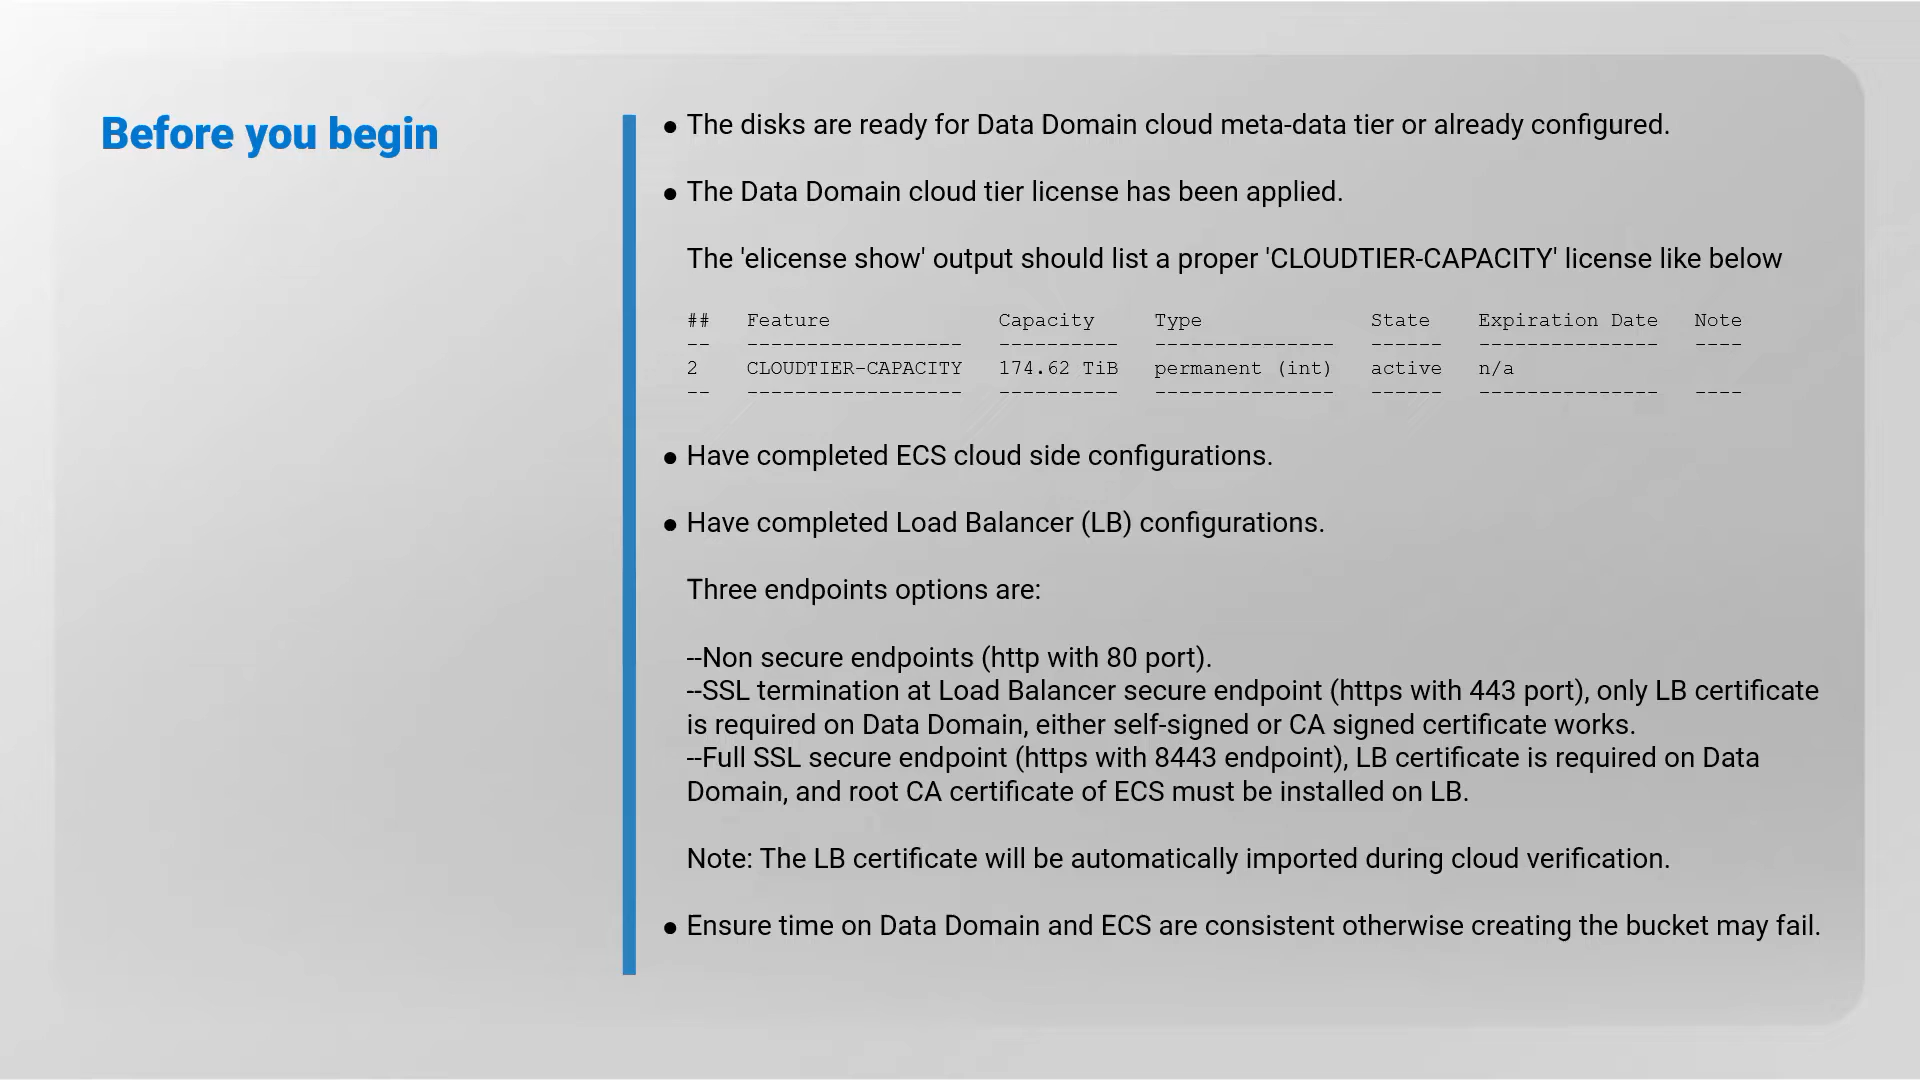 Before you begin
● The disks are ready for Data Domain cloud meta-data tier or already configured.
● The Data Domain cloud tier license has been applied.
The 'elicense show' output should list a proper 'CLOUDTIER-CAPACITY' license like below
##   Feature              Capacity     Type              State    Expiration Date   Note
--   ------------------   ----------   ---------------   ------   ---------------   ----
2    CLOUDTIER-CAPACITY   174.62 TiB   permanent (int)   active   n/a
--   ------------------   ----------   ---------------   ------   ---------------   ----
● Have completed ECS cloud side configurations.
● Have completed Load Balancer (LB) configurations.
Three endpoints options are:
--Non secure endpoints (http with 80 port).
--SSL termination at Load Balancer secure endpoint (https with 443 port), only LB certificate
is required on Data Domain, either self-signed or CA signed certificate works.
--Full SSL secure endpoint (https with 8443 endpoint), LB certificate is required on Data
Domain, and root CA certificate of ECS must be installed on LB.
Note: The LB certificate will be automatically imported during cloud verification.
● Ensure time on Data Domain and ECS are consistent otherwise creating the bucket may fail.